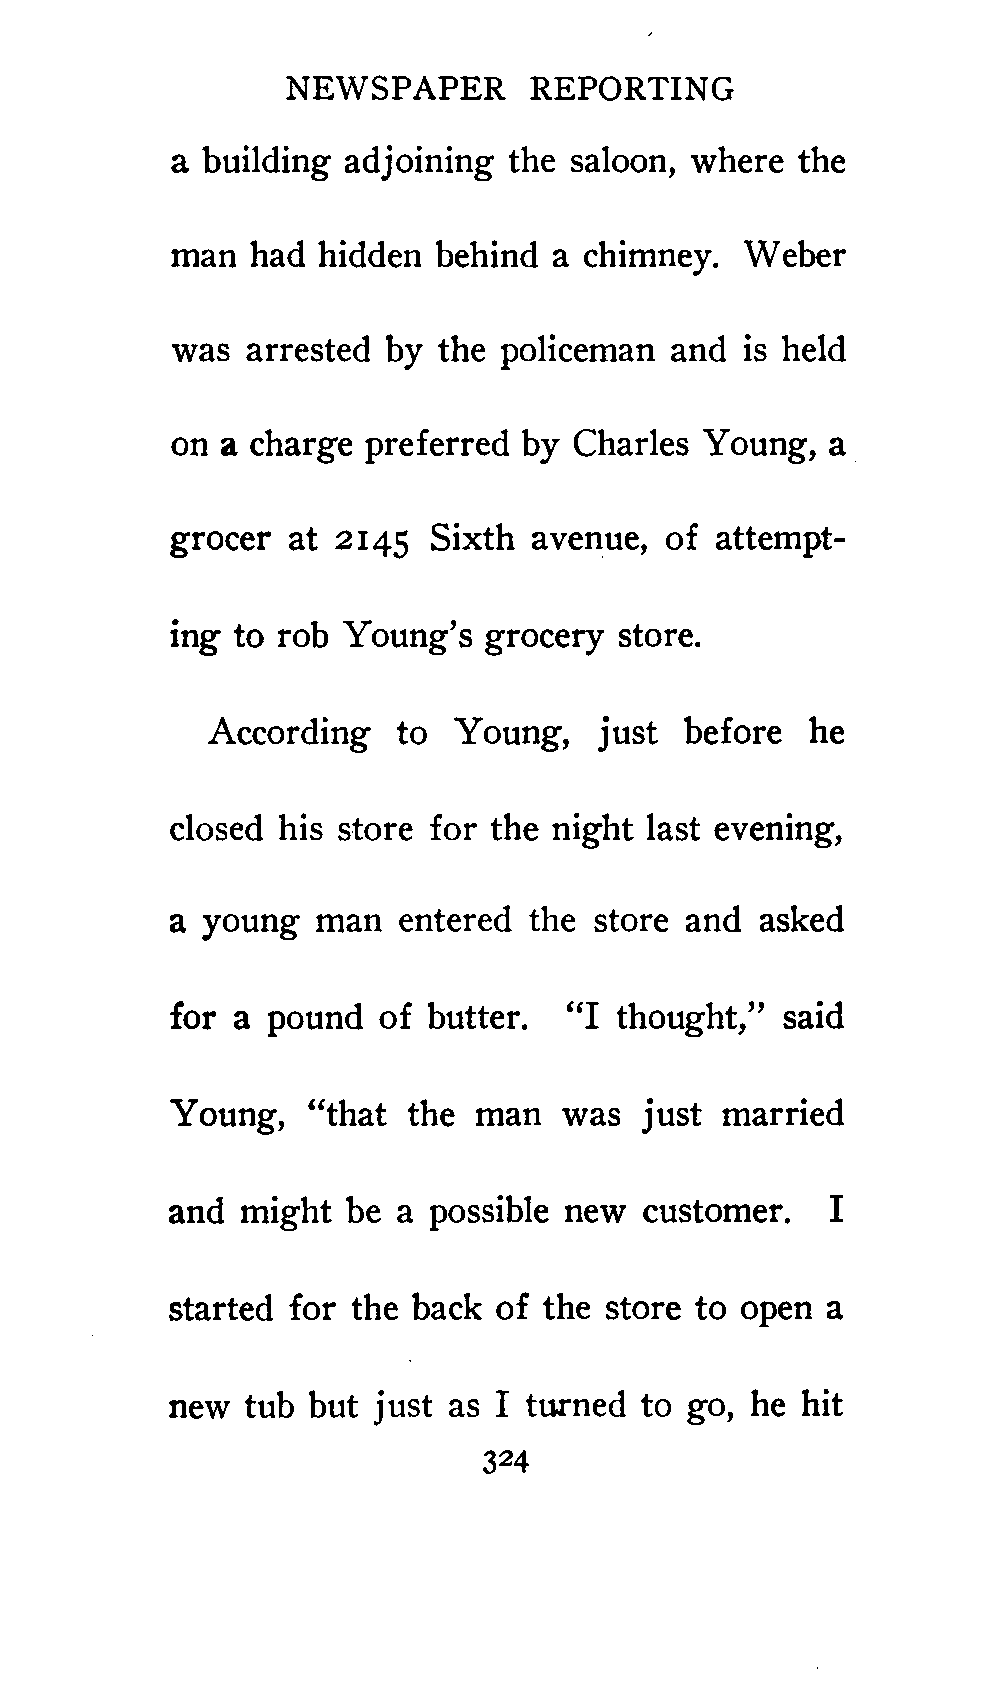 NEWSPAPER REPORTING
a building adjoining the saloon, where the
man had hidden behind a chimney. Weber
was arrested by the policeman and is held
on a charge preferred by Charles Young, a
grocer at 2145 Sixth avenue, of attempt-
ing to rob Young's grocery store.
According to Young, just before he
closed his store for the night last evening,
a young man entered the store and asked
for a pound of butter. "I thought," said
Young, "that the man was just married
and might be a possible new customer. I
started for the back of the store to open a
new tub but just as I turned to go, he hit
324